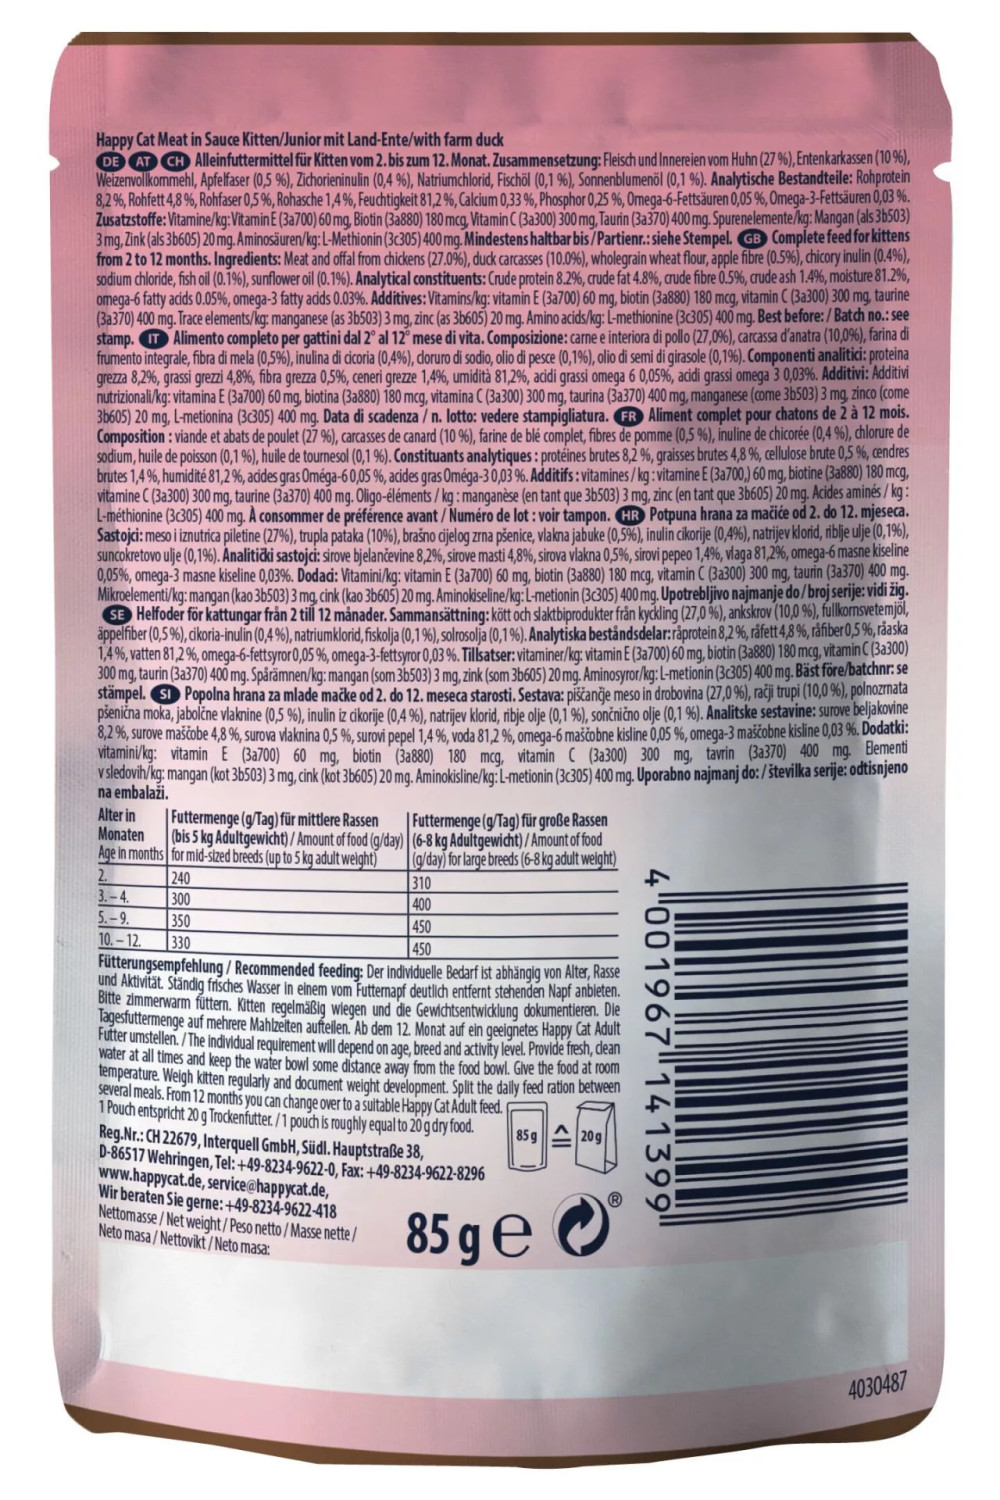 Happy Cat Meat in Sauce Kitten/Junior mit Land-Ente/with farm duck
DE AT CH Alleinfuttermittel für Kitten vom 2. bis zum 12. Monat. Zusammensetzung: Fleisch und Innereien vom Huhn (27 %), Entenkarkassen (10 %),
Weizenvollkornmehl, Apfelfaser (0,5 %), Zichorieninulin (0,4 %), Natriumchlorid, Fischöl (0,1 %), Sonnenblumenöl (0,1 %). Analytische Bestandteile: Rohprotein
8,2 %, Rohfett 4,8 %, Rohfaser 0,5 %, Rohasche 1,4 %, Feuchtigkeit 81,2 %, Calcium 0,33 %, Phosphor 0,25 %, Omega-6-Fettsäuren 0,05 %, Omega-3-Fettsäuren 0,03 %.
Zusatzstoffe: Vitamine/kg: Vitamin E (3a700) 60 mg, Biotin (3a880) 180 mcg, Vitamin C (3a300) 300 mg, Taurin (3a370) 400 mg. Spurenelemente/kg: Mangan (als 3b503)
3 mg, Zink (als 3b605) 20 mg. Aminosäuren/kg: L-Methionin (3c305) 400 mg. Mindestens haltbar bis / Partienr.: siehe Stempel. GB Complete feed for kittens
from 2 to 12 months. Ingredients: Meat and offal from chickens (27.0%), duck carcasses (10.0%), wholegrain wheat flour, apple fibre (0.5%), chicory inulin (0.4%),
sodium chloride, fish oil (0.1%), sunflower oil (0.1%). Analytical constituents: Crude protein 8.2%, crude fat 4.8%, crude fibre 0.5%, crude ash 1.4%, moisture 81.2%,
omega-6 fatty acids 0.05%, omega-3 fatty acids 0.03%. Additives: Vitamins/kg: vitamin E (3a700) 60 mg, biotin (3a880) 180 mcg, vitamin C (3a300) 300 mg, taurine
(3a370) 400 mg. Trace elements/kg: manganese (as 3b503) 3 mg, zinc (as 3b605) 20 mg. Amino acids/kg: L-methionine (3c305) 400 mg. Best before: / Batch no.: see
stamp. IT Alimento completo per gattini dal 2° al 12° mese di vita. Composizione: carne e interiora di pollo (27,0%), carcassa d'anatra (10,0%), farina di
frumento integrale, fibra di mela (0,5%), inulina di cicoria (0,4%), cloruro di sodio, olio di pesce (0,1%), olio di semi di girasole (0,1%). Componenti analitici: proteina
grezza 8,2%, grassi grezzi 4,8%, fibra grezza 0,5%, ceneri grezze 1,4%, umidità 81,2%, acidi grassi omega 6 0,05%, acidi grassi omega 3 0,03%. Additivi: Additivi
nutrizionali/kg: vitamina E (3a700) 60 mg, biotina (3a880) 180 mcg, vitamina C (3a300) 300 mg, taurina (3a370) 400 mg, manganese (come 3b503) 3 mg, zinco (come
3b605) 20 mg, L-metionina (3c305) 400 mg. Data di scadenza / n. lotto: vedere stampigliatura. FR Aliment complet pour chatons de 2 à 12 mois.
Composition : viande et abats de poulet (27 %), carcasses de canard (10 %), farine de blé complet, fibres de pomme (0,5 %), inuline de chicorée (0,4 %), chlorure de
sodium, huile de poisson (0,1 %), huile de tournesol (0,1 %). Constituants analytiques : protéines brutes 8,2 %, graisses brutes 4,8 %, cellulose brute 0,5 %, cendres
brutes 1,4 %, humidité 81,2 %, acides gras Oméga-6 0,05 %, acides gras Oméga-3 0,03 %. Additifs : vitamines / kg : vitamine E (3a700,) 60 mg, biotine (3a880) 180 mcg,
vitamine C (3a300) 300 mg, taurine (3a370) 400 mg. Oligo-éléments / kg : manganèse (en tant que 3b503) 3 mg, zinc (en tant que 3b605) 20 mg. Acides aminés / kg :
L-méthionine (3c305) 400 mg. À consommer de préférence avant / Numéro de lot : voir tampon. HR Potpuna hrana za mačiće od 2. do 12. mjeseca.
Sastojci: meso i iznutrica piletine (27%), trupla pataka (10%), brašno cijelog zrna pšenice, vlakna jabuke (0,5%), inulin cikorije (0,4%), natrijev klorid, riblje ulje (0,1%),
suncokretovo ulje (0,1%). Analitički sastojci: sirove bjelančevine 8,2%, sirove masti 4,8%, sirova vlakna 0,5%, sirovi pepeo 1,4%, vlaga 81,2%, omega-6 masne kiseline
0,05%, omega-3 masne kiseline 0,03%. Dodaci: Vitamini/kg: vitamin E (3a700) 60 mg, biotin (3a880) 180 mcg, vitamin C (3a300) 300 mg, taurin (3a370) 400 mg.
Mikroelementi/kg: mangan (kao 3b503) 3 mg, cink (kao 3b605) 20 mg. Aminokiseline/kg: L-metionin (3c305) 400 mg. Upotrebljivo najmanje do / broj serije: vidi žig.
SE Helfoder för kattungar från 2 till 12 månader. Sammansättning: kött och slaktbiprodukter från kyckling (27,0 %), ankskrov (10,0 %), fullkornsvetemjöl,
äppelfiber (0,5 %), cikoria-inulin (0,4 %), natriumklorid, fiskolja (0,1 %), solrosolja (0,1 %). Analytiska beståndsdelar: råprotein 8,2 %, råfett 4,8 %, råfiber 0,5 %, råaska
1,4 %, vatten 81,2 %, omega-6-fettsyror 0,05 %, omega-3-fettsyror 0,03 %. Tillsatser: vitaminer/kg: vitamin E (3a700) 60 mg, biotin (3a880) 180 mcg, vitamin C (3a300)
300 mg, taurin (3a370) 400 mg. Spårämnen/kg: mangan (som 3b503) 3 mg, zink (som 3b605) 20 mg. Aminosyror/kg: L-metionin (3c305) 400 mg. Bäst före/batchnr: se
stämpel. SI Popolna hrana za mlade mačke od 2. do 12. meseca starosti. Sestava: piščančje meso in drobovina (27,0 %), račji trupi (10,0 %), polnozrnata
pšenična moka, jabolčne vlaknine (0,5 %), inulin iz cikorije (0,4 %), natrijev klorid, ribje olje (0,1 %), sončnično olje (0,1 %). Analitske sestavine: surove beljakovine
8,2 %, surove maščobe 4,8 %, surova vlaknina 0,5 %, surovi pepel 1,4 %, voda 81,2 %, omega-6 maščobne kisline 0,05 %, omega-3 maščobne kisline 0,03 %. Dodatki:
vitamini/kg: vitamin E (3a700) 60 mg, biotin (3a880) 180 mcg, vitamin C (3a300) 300 mg, tavrin (3a370) 400 mg. Elementi
v sledovih/kg: mangan (kot 3b503) 3 mg, cink (kot 3b605) 20 mg. Aminokisline/kg: L-metionin (3c305) 400 mg. Uporabno najmanj do: / številka serije: odtisnjeno
na embalaži.
Alter in Futtermenge (g/Tag) für mittlere Rassen Futtermenge (g/Tag) für große Rassen
Monaten (bis 5 kg Adultgewicht) / Amount of food (g/day) (6-8 kg Adultgewicht) / Amount of food
Age in months for mid-sized breeds (up to 5 kg adult weight) (g/day) for large breeds (6-8 kg adult weight)
2. 240 310
3. – 4. 300 400
5. – 9. 350 450
10. – 12. 330 450
Fütterungsempfehlung / Recommended feeding: Der individuelle Bedarf ist abhängig von Alter, Rasse
und Aktivität. Ständig frisches Wasser in einem vom Futternapf deutlich entfernt stehenden Napf anbieten.
Bitte zimmerwarm füttern. Kitten regelmäßig wiegen und die Gewichtsentwicklung dokumentieren. Die
Tagesfuttermenge auf mehrere Mahlzeiten aufteilen. Ab dem 12. Monat auf ein geeignetes Happy Cat Adult
Futter umstellen. / The individual requirement will depend on age, breed and activity level. Provide fresh, clean
water at all times and keep the water bowl some distance away from the food bowl. Give the food at room
temperature. Weigh kitten regularly and document weight development. Split the daily feed ration between
several meals. From 12 months you can change over to a suitable Happy Cat Adult feed.
1 Pouch entspricht 20 g Trockenfutter. / 1 pouch is roughly equal to 20 g dry food.
85 g ≙ 20 g
Reg.Nr.: CH 22679, Interquell GmbH, Südl. Hauptstraße 38,
D-86517 Wehringen, Tel: +49-8234-9622-0, Fax: +49-8234-9622-8296
www.happycat.de, service@happycat.de,
Wir beraten Sie gerne: +49-8234-9622-418
Nettomasse / Net weight / Peso netto / Masse nette /
Neto masa / Nettovikt / Neto masa:
85 g e ®
4 001967 141399
4030487